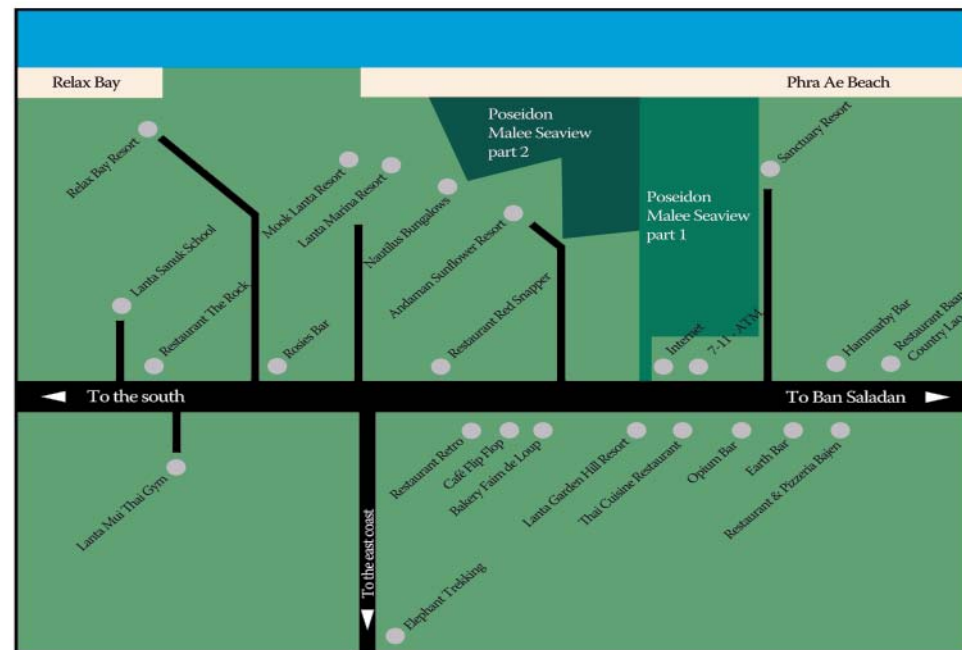 Relax Bay
Phra Ae Beach
Poseidon
Malee Seaview
part 2
Poseidon
Malee Seaview
part 1
Sanctuary Resort
Relax Bay Resort
Mook Lanta Resort
Lanta Marina Resort
Nautilus Bungalows
Andaman Sunflower Resort
Lanta Sanuk School
Restaurant The Rock
Rosies Bar
Restaurant Red Snapper
Internet
7-11 - ATM
Hammarby Bar
Restaurant Baan
Country Lao
To the south
To Ban Saladan
Lanta Mui Thai Gym
To the east coast
Restaurant Retro
Café Flip Flop
Bakery Faim de Loup
Lanta Garden Hill Resort
Thai Cuisine Restaurant
Opium Bar
Earth Bar
Restaurant & Pizzeria Bajen
Elephant Trekking